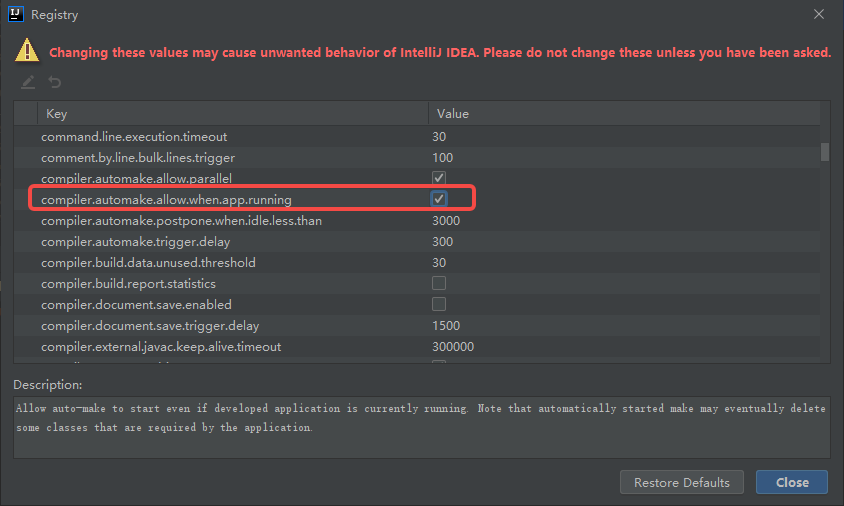 IJ Registry
Changing these values may cause unwanted behavior of IntelliJ IDEA. Please do not change these unless you have been asked.
Key Value
command.line.execution.timeout 30
comment.by.line.bulk.lines.trigger 100
compiler.automake.allow.parallel
compiler.automake.allow.when.app.running
compiler.automake.postpone.when.idle.less.than 3000
compiler.automake.trigger.delay 300
compiler.build.data.unused.threshold 30
compiler.build.report.statistics
compiler.document.save.enabled
compiler.document.save.trigger.delay 1500
compiler.external.javac.keep.alive.timeout 300000
Description:
Allow auto-make to start even if developed application is currently running. Note that automatically started make may eventually delete
some classes that are required by the application.
Restore Defaults Close